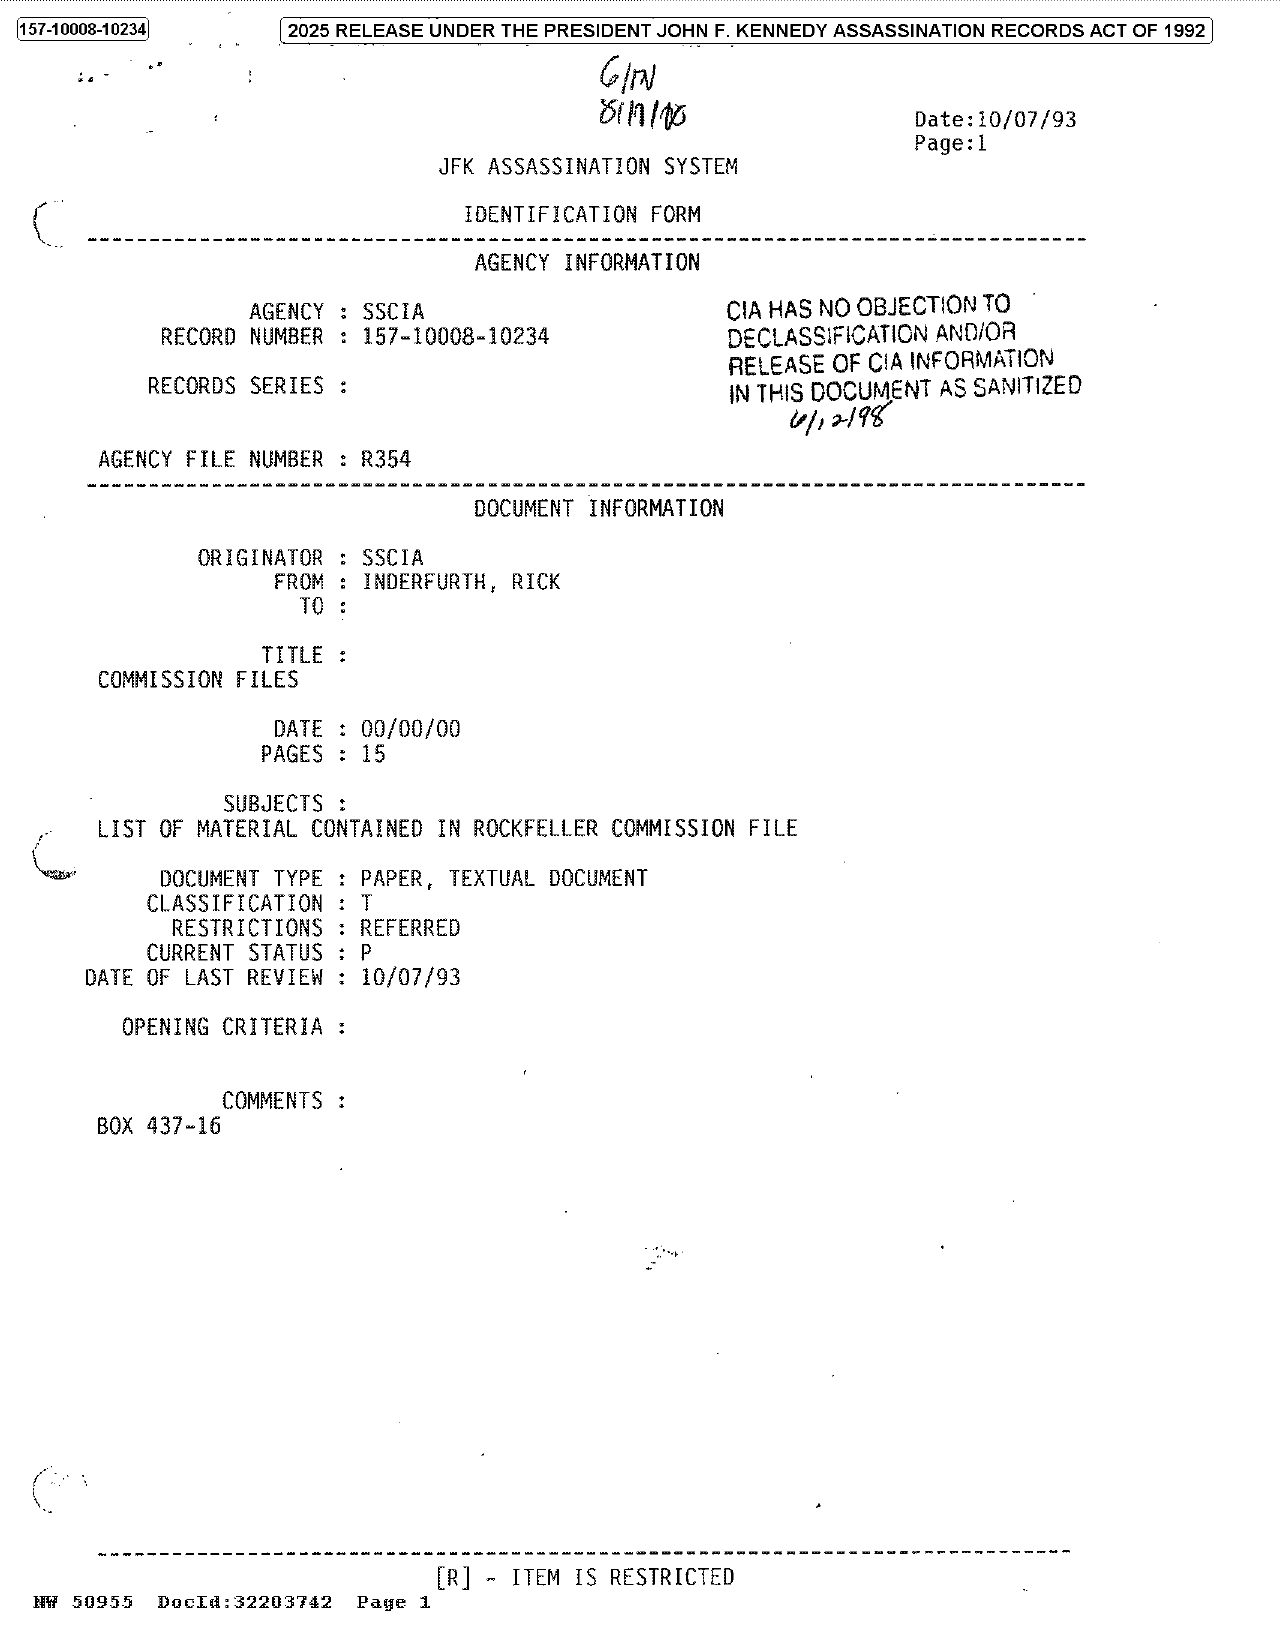 157-10008-10234
2025 RELEASE UNDER THE PRESIDENT JOHN F. KENNEDY ASSASSINATION RECORDS ACT OF 1992
Date:10/07/93
Page:1
JFK ASSASSINATION SYSTEM
IDENTIFICATION FORM
AGENCY INFORMATION
AGENCY : SSCIA
RECORD NUMBER : 157-10008-10234
RECORDS SERIES :
CIA HAS NO OBJECTION TO
DECLASSIFICATION AND/OR
RELEASE OF CIA INFORMATION
IN THIS DOCUMENT AS SANITIZED
6/12/98
AGENCY FILE NUMBER : R354
DOCUMENT INFORMATION
ORIGINATOR : SSCIA
FROM : INDERFURTH, RICK
TO :
TITLE :
COMMISSION FILES
DATE : 00/00/00
PAGES : 15
SUBJECTS :
LIST OF MATERIAL CONTAINED IN ROCKFELLER COMMISSION FILE
DOCUMENT TYPE : PAPER, TEXTUAL DOCUMENT
CLASSIFICATION : T
RESTRICTIONS : REFERRED
CURRENT STATUS : P
DATE OF LAST REVIEW : 10/07/93
OPENING CRITERIA :
COMMENTS :
BOX 437-16
[R] - ITEM IS RESTRICTED
NW 50955 DocId:32203742 Page 1